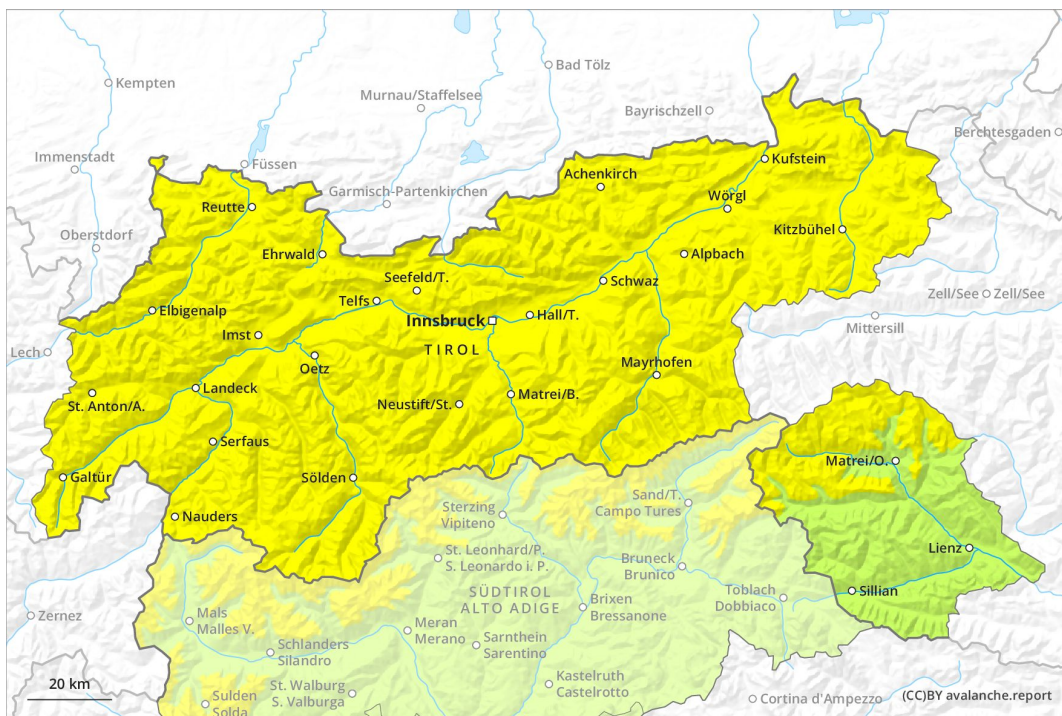 Kempten
Bad Tölz
Murnau/Staffelsee
Bayrischzell
Berchtesgaden
Immenstadt
Füssen
Kufstein
Garmisch-Partenkirchen
Achenkirch
Reutte
Wörgl
Oberstdorf
Kitzbühel
Ehrwald
Alpbach
Seefeld/T.
Schwaz
Zell/See
Zell/See
Telfs
Elbigenalp
Innsbruck
Hall/T.
Mittersill
Imst
TIROL
Lech
Oetz
Mayrhofen
Landeck
St. Anton/A.
Neustift/St.
Matrei/B.
Serfaus
Matrei/O.
Galtür
Sölden
Sand/T.
Campo Tures
Sterzing
Vipiteno
Nauders
Lienz
St. Leonhard/P.
S. Leonardo i. P.
Bruneck
Brunico
SÜDTIROL
ALTO ADIGE
Toblach
Dobbiaco
Sillian
Brixen
Bressanone
Zernez
Mals
Malles V.
Meran
Merano
Sarnthein
Sarentino
Schlanders
Silandro
Kastelruth
Castelrotto
St. Walburg
S. Valburga
20 km
Sulden
Solda
Cortina d'Ampezzo
(CC)BY avalanche.report